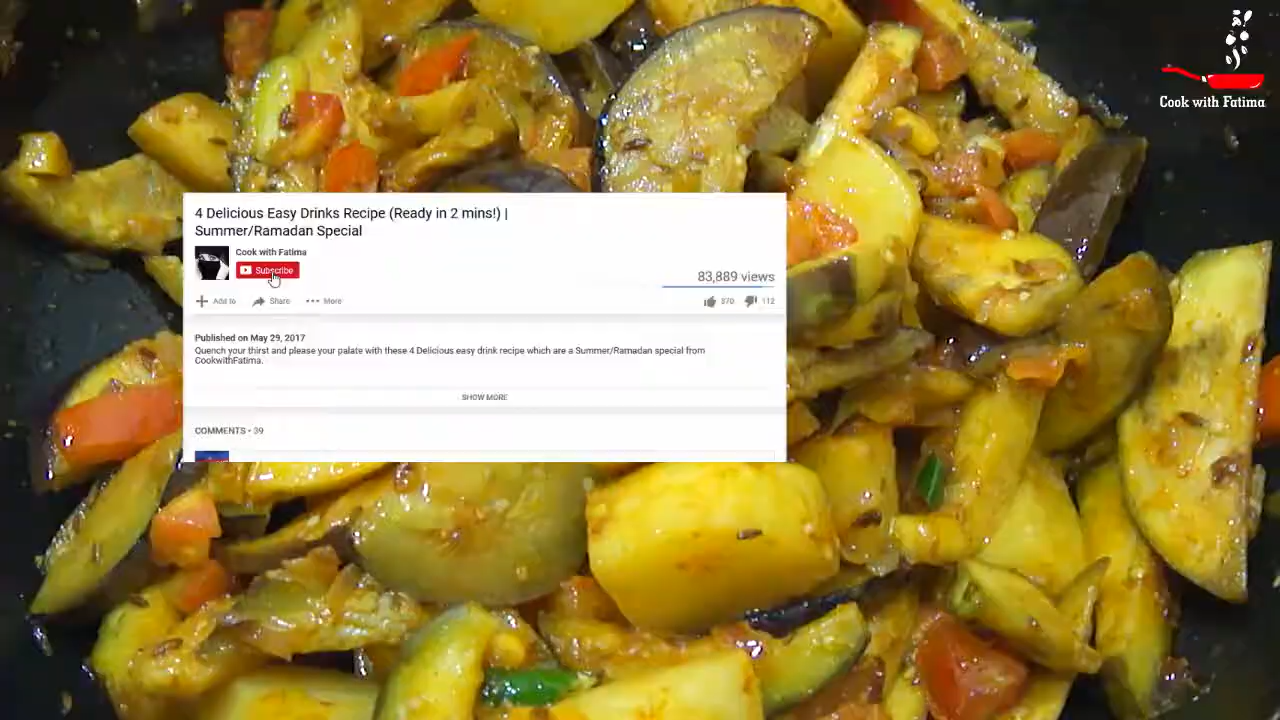 Cook with Fatima
4 Delicious Easy Drinks Recipe (Ready in 2 mins!) |
Summer/Ramadan Special
Cook with Fatima
Subscribe
83,889 views
Add to Share More
870 112
Published on May 29, 2017
Quench your thirst and please your palate with these 4 Delicious easy drink recipe which are a Summer/Ramadan special from
CookwithFatima.
SHOW MORE
COMMENTS • 39